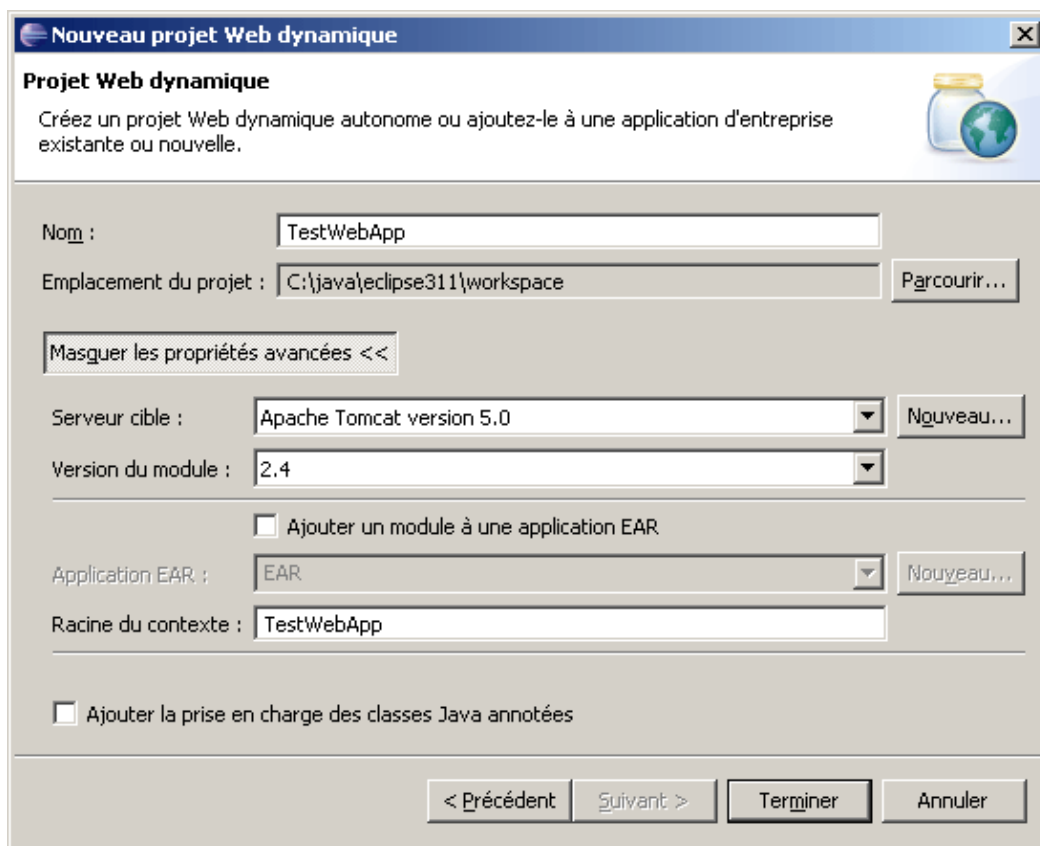 Nouveau projet Web dynamique
Projet Web dynamique
Créez un projet Web dynamique autonome ou ajoutez-le à une application d'entreprise
existante ou nouvelle.
Nom : TestWebApp
Emplacement du projet : C:\java\eclipse311\workspace Parcourir...
Masquer les propriétés avancées <<
Serveur cible : Apache Tomcat version 5.0 Nouveau...
Version du module : 2.4
Ajouter un module à une application EAR
Application EAR : EAR Nouveau...
Racine du contexte : TestWebApp
Ajouter la prise en charge des classes Java annotées
< Précédent Suivant > Terminer Annuler